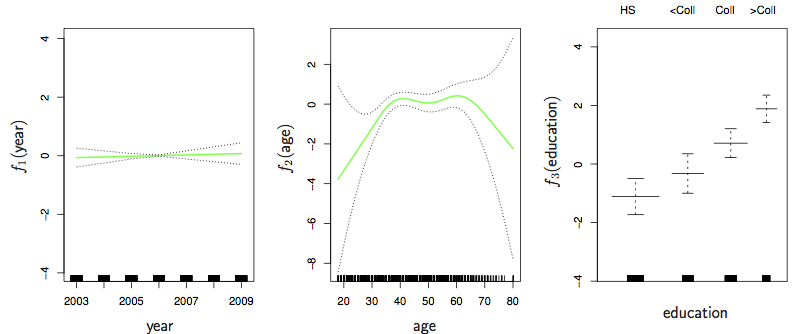 HS <Coll Coll >Coll
f1(year)
4
2
0
−2
−4
2003 2005 2007 2009
year
f2(age)
2
0
−2
−4
−6
−8
20 30 40 50 60 70 80
age
f3(education)
4
2
0
−2
−4
education